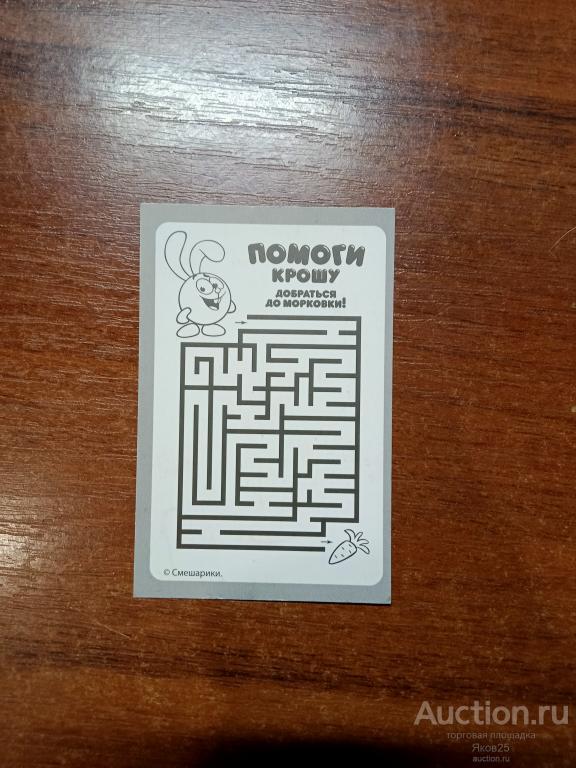 ПОМОГИ
КРОШУ
ДОБРАТЬСЯ
ДО МОРКОВКИ!
© Смешарики.
Auction.ru
торговая площадка
Яков25
auction.ru